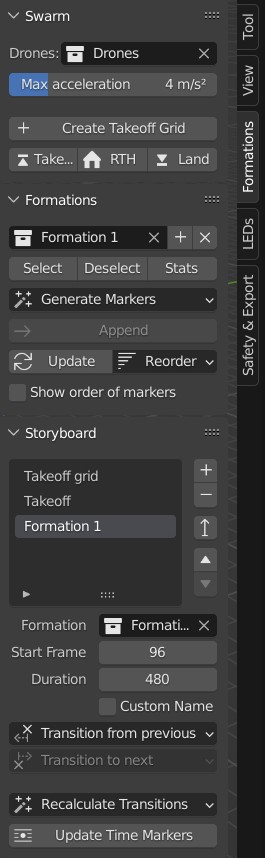 Swarm
Drones: Drones
Max acceleration 4 m/s²
Create Takeoff Grid
Take... RTH Land
Formations
Formation 1
Select Deselect Stats
Generate Markers
Append
Update Reorder
Show order of markers
Storyboard
Takeoff grid
Takeoff
Formation 1
Formation Formati...
Start Frame 96
Duration 480
Custom Name
Transition from previous
Transition to next
Recalculate Transitions
Update Time Markers
Tool
View
Formations
LEDs
Safety & Export